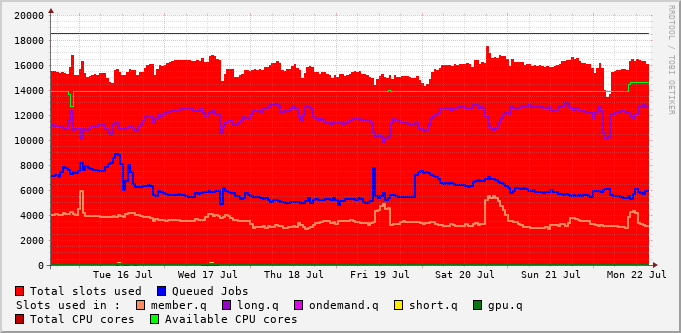 20000
18000
16000
14000
12000
10000
8000
6000
4000
2000
0
Tue 16 Jul Wed 17 Jul Thu 18 Jul Fri 19 Jul Sat 20 Jul Sun 21 Jul Mon 22 Jul
Total slots used Queued Jobs
Slots used in : member.q long.q ondemand.q short.q gpu.q
Total CPU cores Available CPU cores
RRDTOOL / TOBI OETIKER